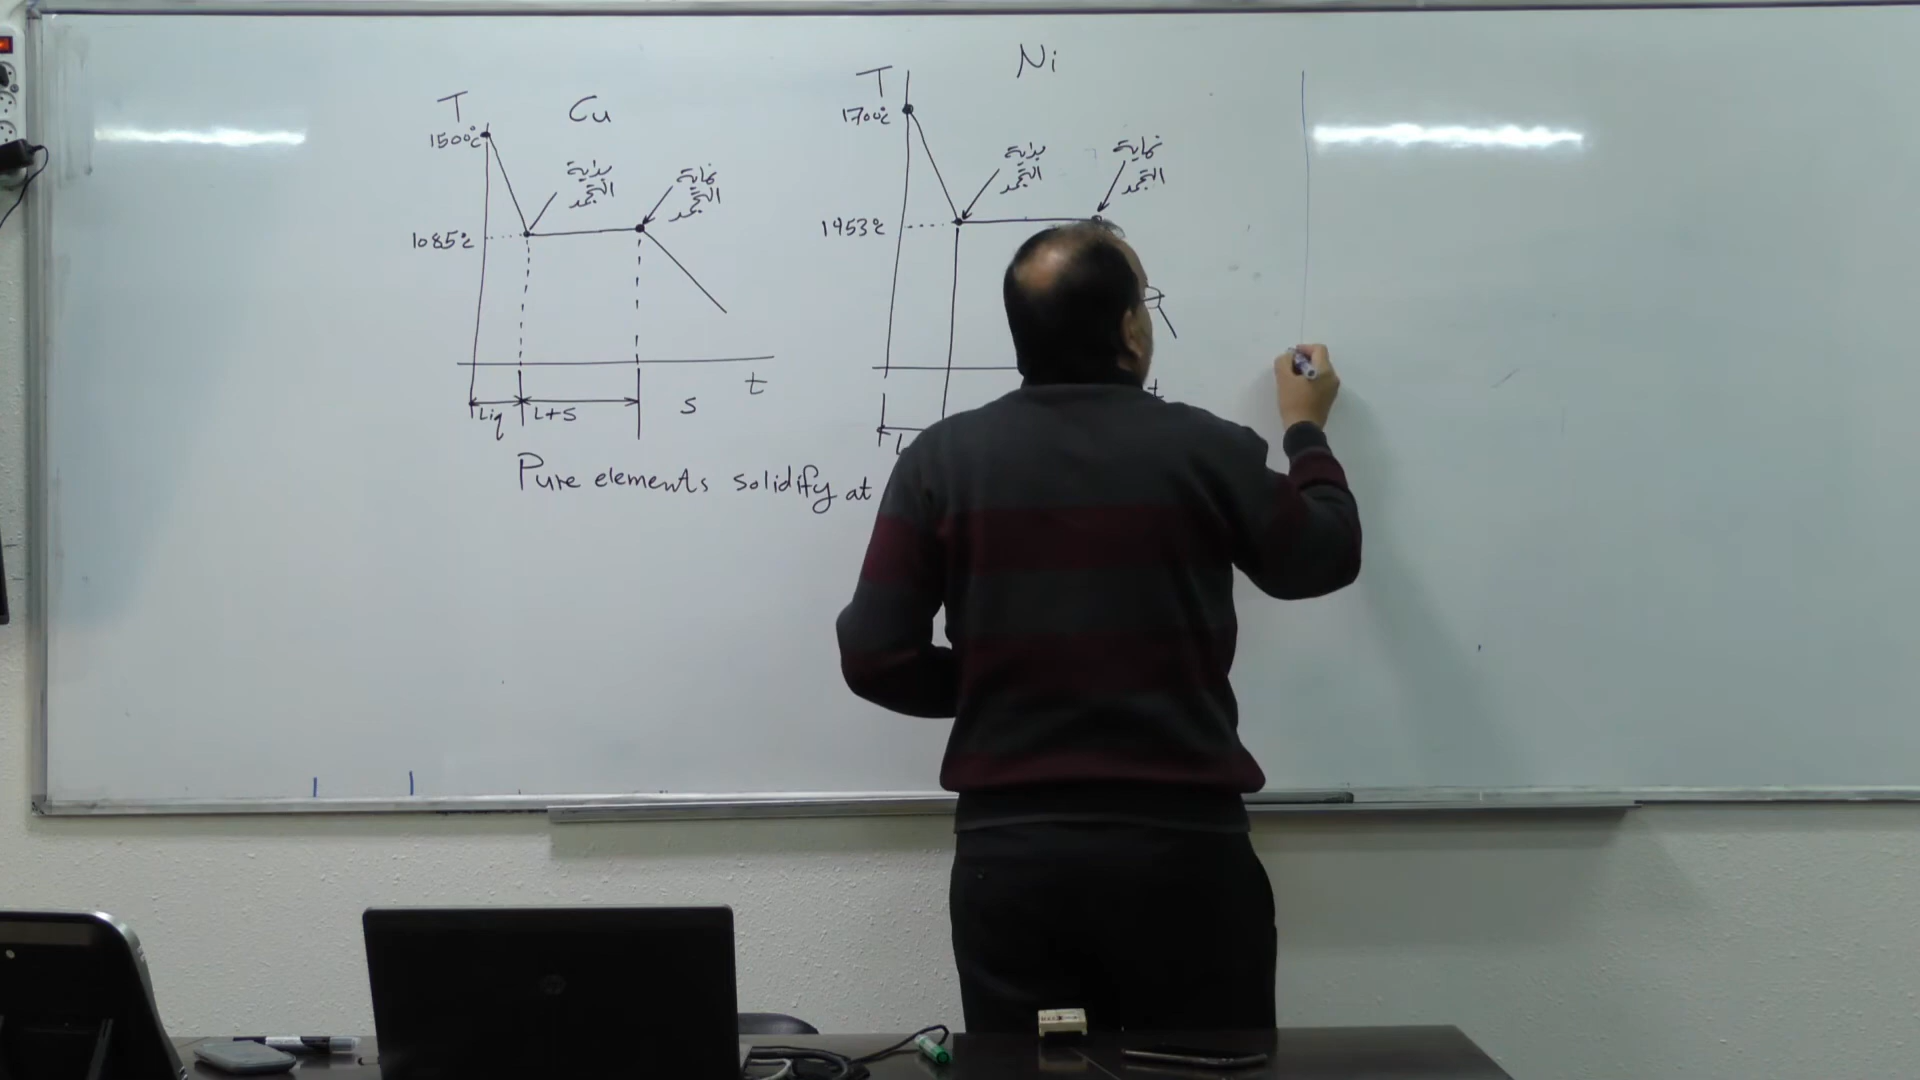 T
Cu
1500°c
بداية
التجمد
نهاية
التجمد
1085°c
t
Liq
L+S
S
T
Ni
1700°c
بداية
التجمد
نهاية
التجمد
1453°c
t
L
Pure elements solidify at